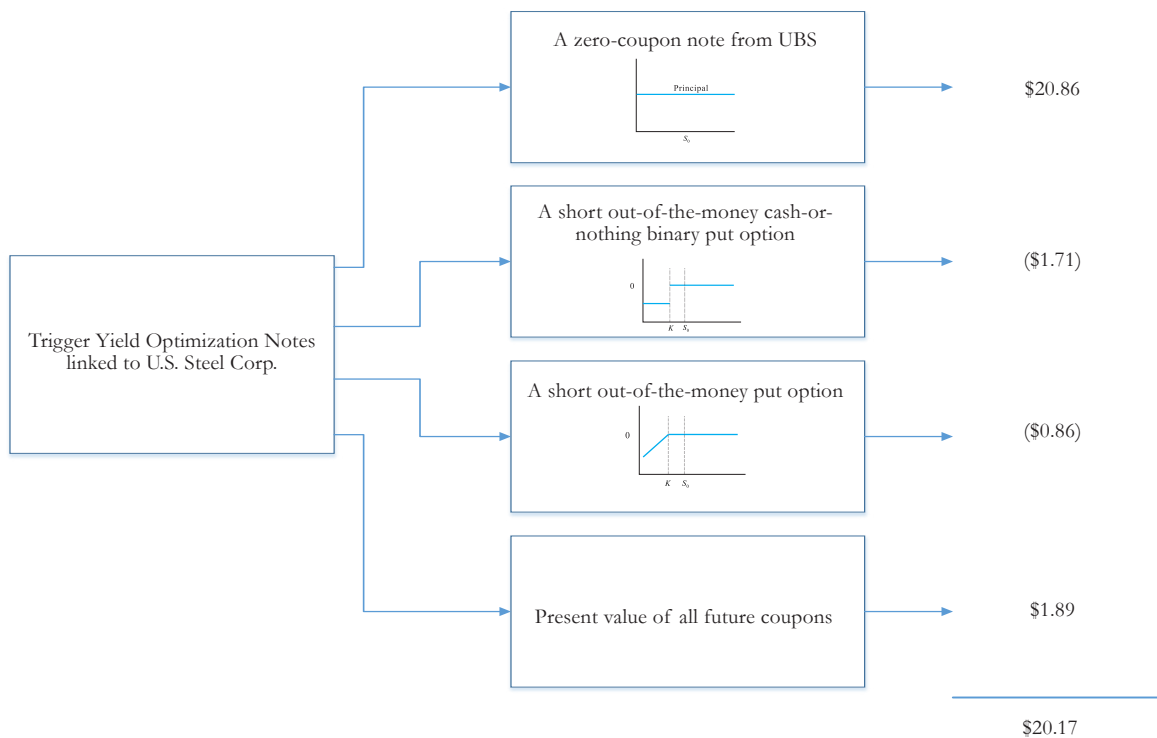 A zero-coupon note from UBS
Principal
S₀
$20.86
A short out-of-the-money cash-or-
nothing binary put option
0
K S₀
($1.71)
Trigger Yield Optimization Notes
linked to U.S. Steel Corp.
A short out-of-the-money put option
0
K S₀
($0.86)
Present value of all future coupons
$1.89
$20.17